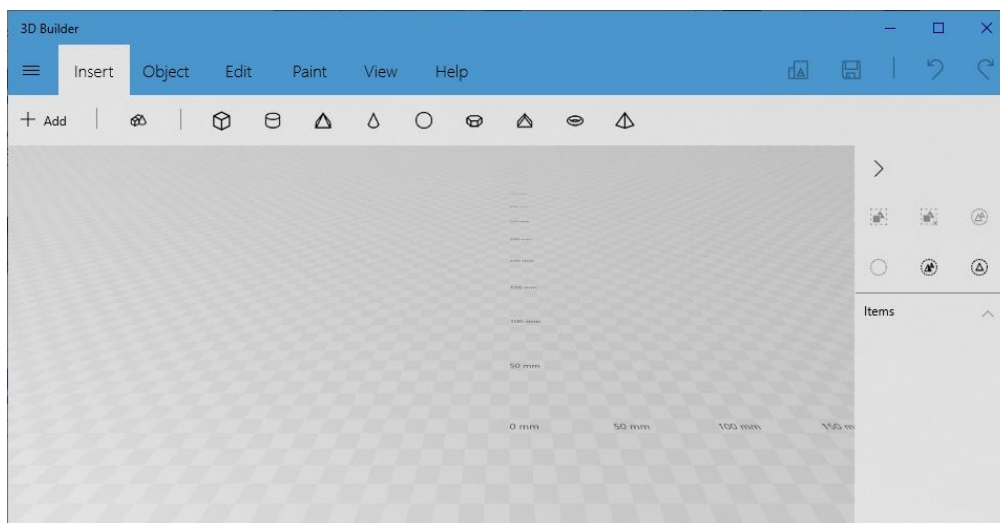 3D Builder
Insert Object Edit Paint View Help
Add
Items
150 mm
100 mm
50 mm
0 mm 50 mm 100 mm 150 m